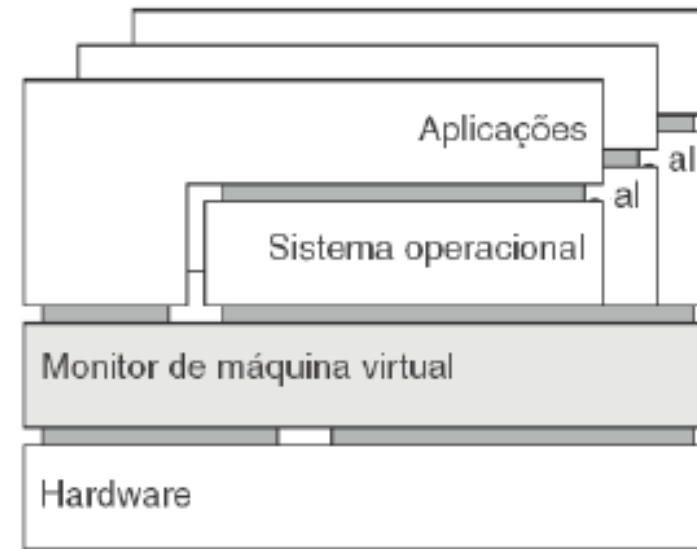 Aplicações
al
al
Sistema operacional
Monitor de máquina virtual
Hardware